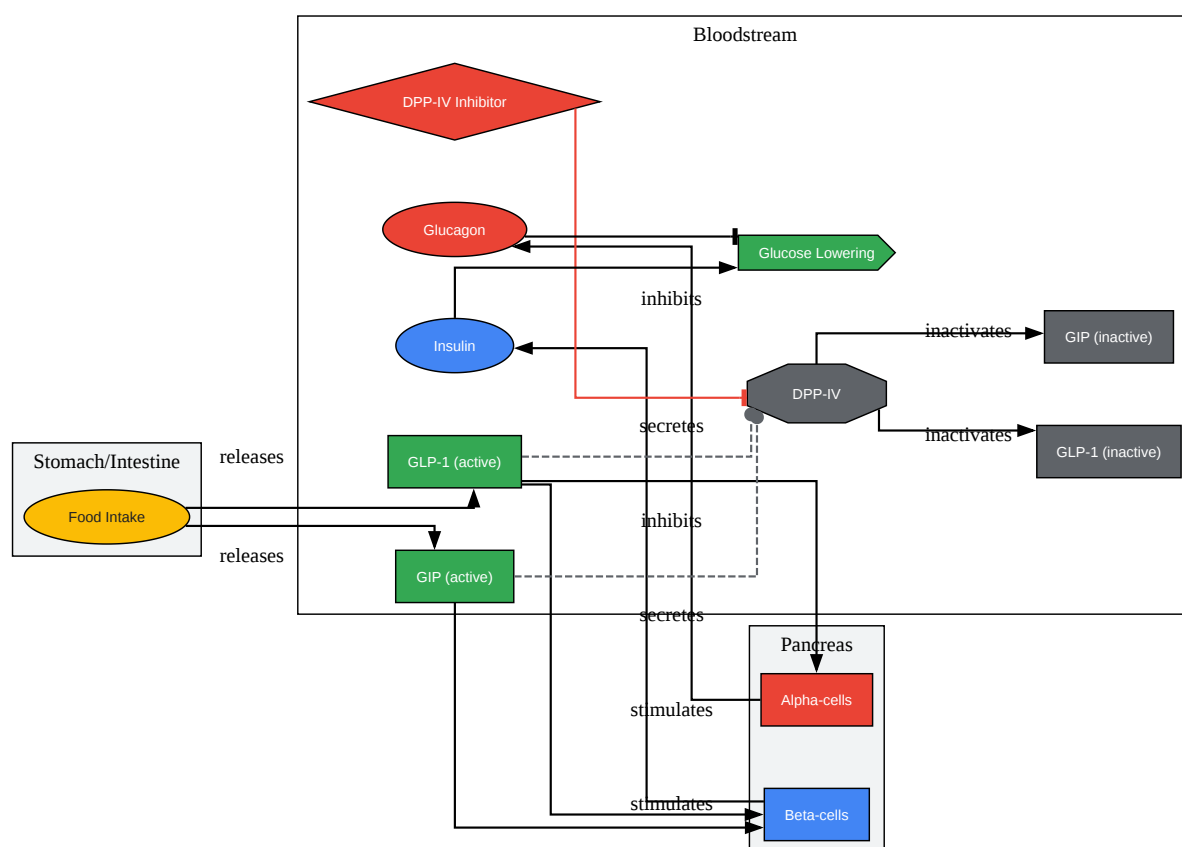 Bloodstream
DPP-IV Inhibitor
Glucagon
Glucose Lowering
inhibits
inactivates
GIP (inactive)
Insulin
DPP-IV
secretes
inactivates
GLP-1 (inactive)
Stomach/Intestine
releases
GLP-1 (active)
Food Intake
inhibits
releases
GIP (active)
secretes
Pancreas
Alpha-cells
stimulates
stimulates
Beta-cells